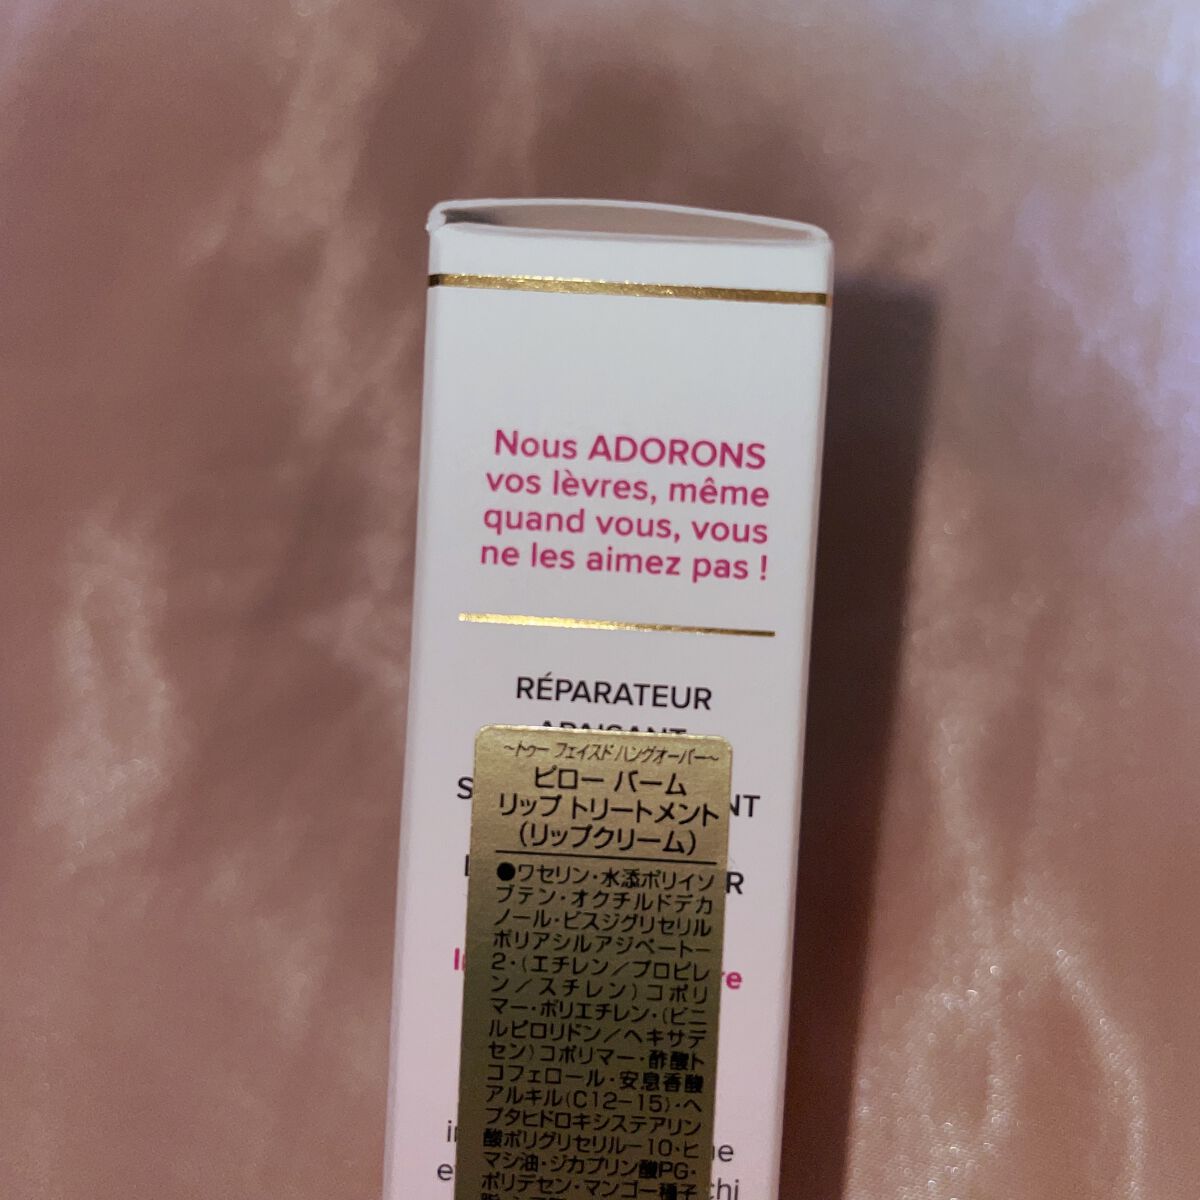 Nous ADORONS
vos lèvres, même
quand vous, vous
ne les aimez pas !
RÉPARATEUR
APAISANT
~トゥー フェイスド ハングオーバー~
ピロー バーム
リップ トリートメント
(リップクリーム)
●ワセリン・水添ポリイソ
ブテン・オクチルドデカ
ノール・ビスジグリセリル
ポリアシルアジペートー
2・(エチレン/プロピレ
ン/スチレン)コポリ
マー・ポリエチレン・(ビニ
ルピロリドン/ヘキサデ
セン)コポリマー・酢酸ト
コフェロール・安息香酸
アルキル(C12-15)・ヘ
プタヒドロキシステアリン
酸ポリグリセリル-10・ヒ
マシ油・ジカプリン酸PG・
ポリデセン・マンゴー種子